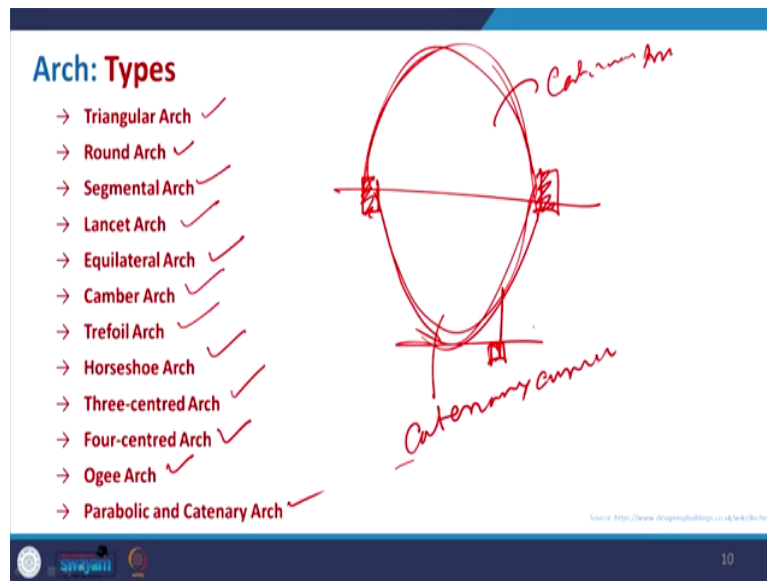 Arch: Types
→ Triangular Arch
→ Round Arch
→ Segmental Arch
→ Lancet Arch
→ Equilateral Arch
→ Camber Arch
→ Trefoil Arch
→ Horseshoe Arch
→ Three-centred Arch
→ Four-centred Arch
→ Ogee Arch
→ Parabolic and Catenary Arch
Catenary
swayam
10